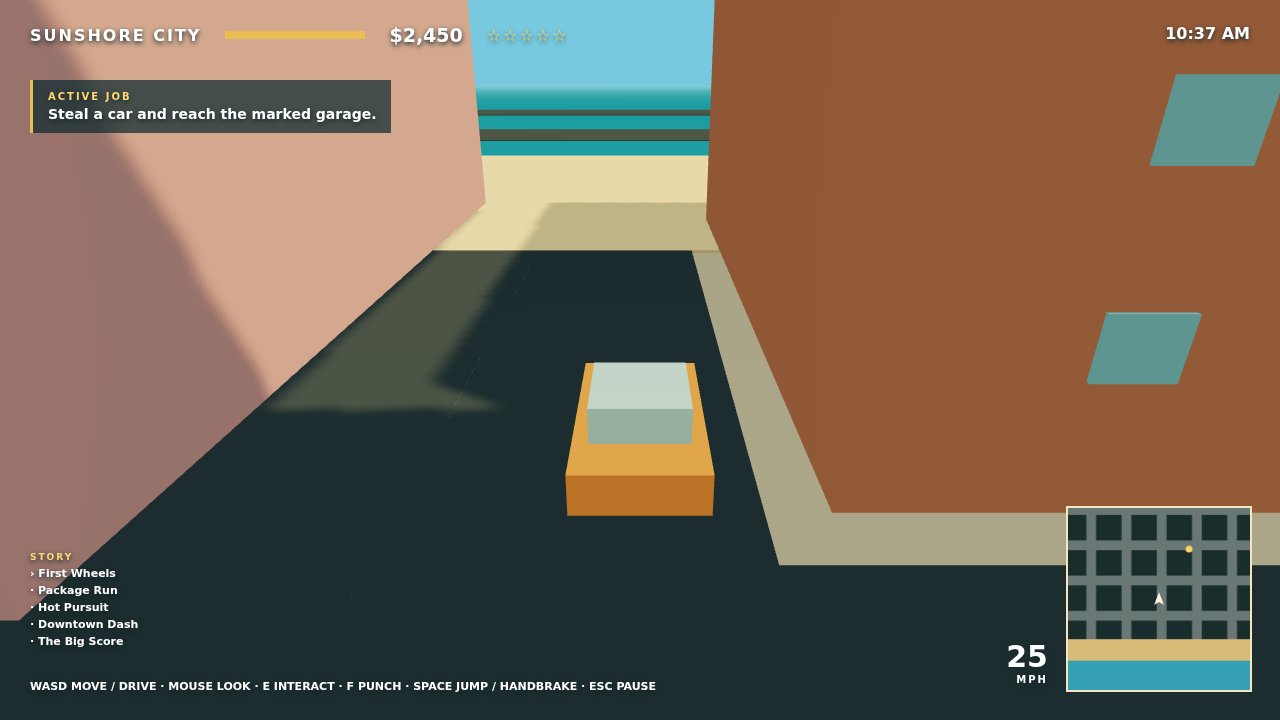 SUNSHORE CITY $2,450 ☆☆☆☆☆ 10:37 AM
ACTIVE JOB
Steal a car and reach the marked garage.
STORY
› First Wheels
· Package Run
· Hot Pursuit
· Downtown Dash
· The Big Score
25
MPH
WASD MOVE / DRIVE · MOUSE LOOK · E INTERACT · F PUNCH · SPACE JUMP / HANDBRAKE · ESC PAUSE